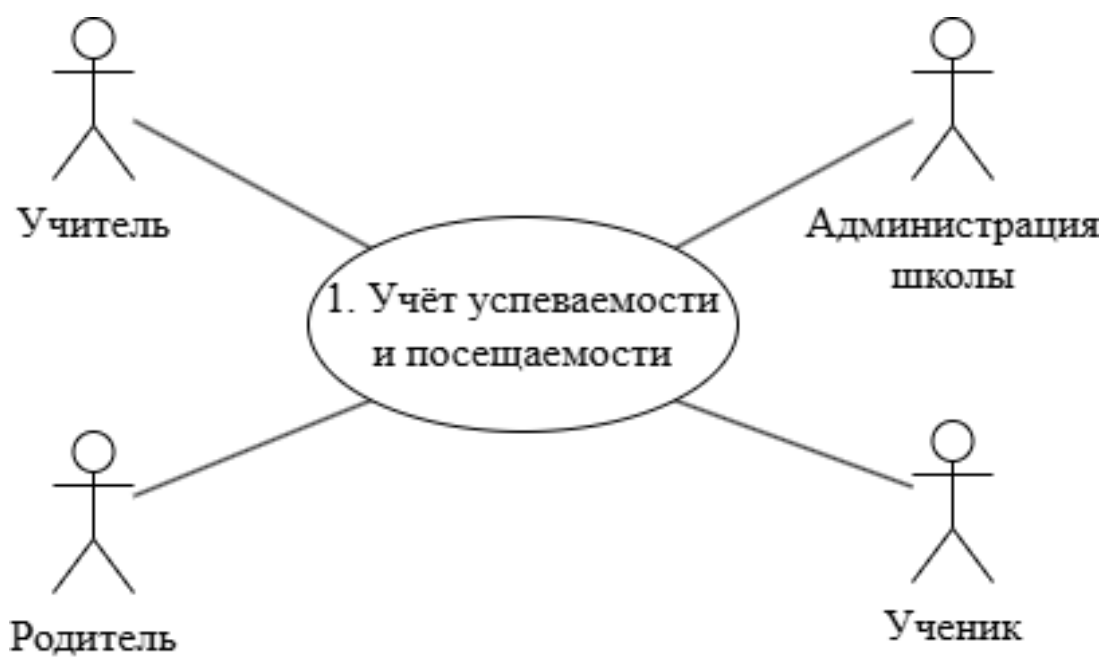 Учитель
Администрация
школы
1. Учёт успеваемости
и посещаемости
Родитель
Ученик